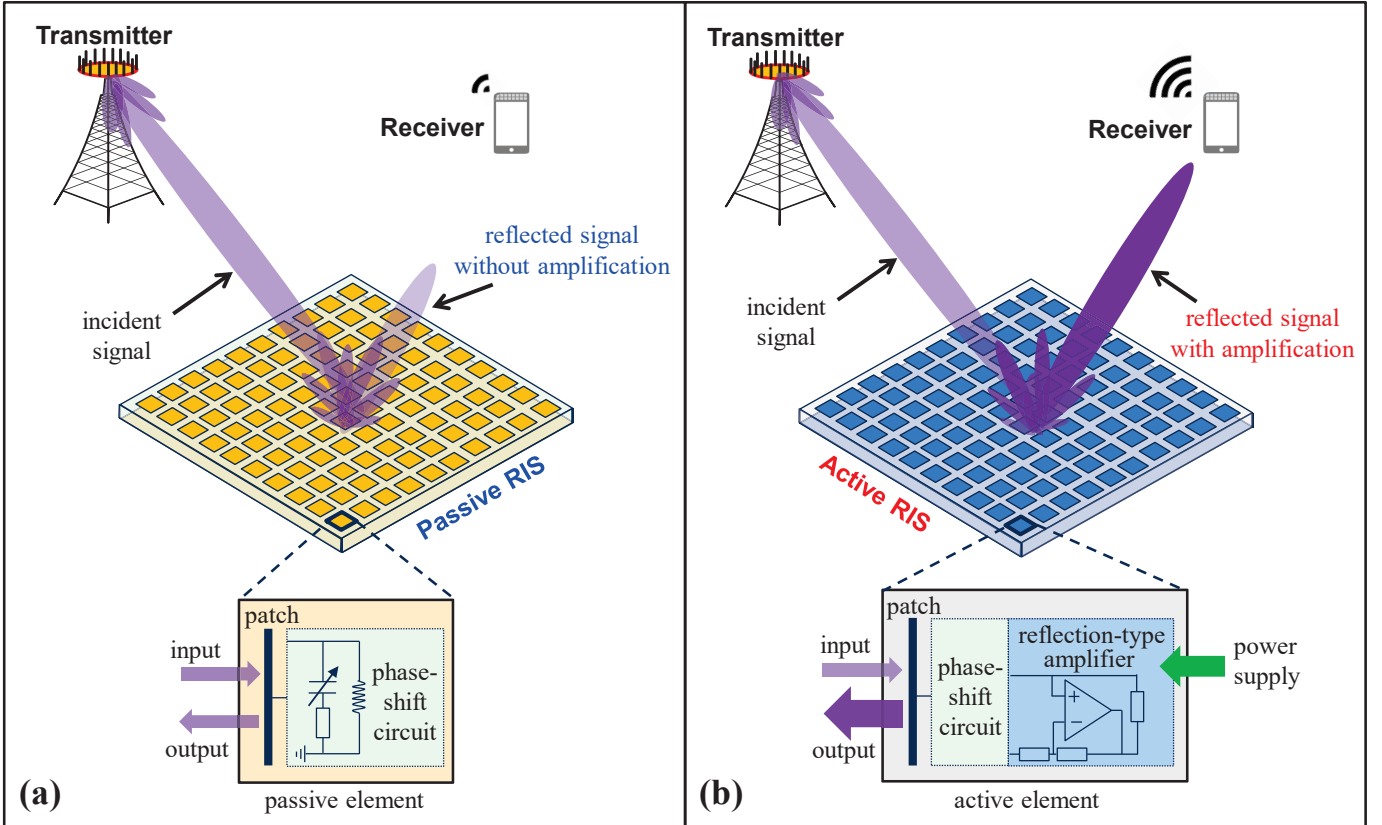 Transmitter
Receiver
reflected signal
without amplification
incident
signal
Passive RIS
patch
input
phase-
shift
circuit
output
(a)
passive element
Transmitter
Receiver
incident
signal
reflected signal
with amplification
Active RIS
patch
input
reflection-type
amplifier
power
supply
phase-
shift
circuit
+
−
output
(b)
active element